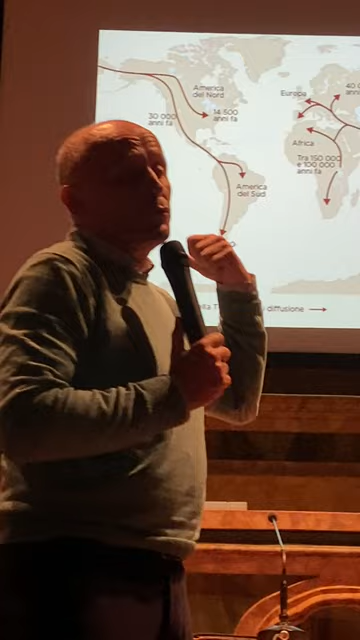 America
del Nord
14 500
anni fa
30 000
anni fa
Europa
40
Africa
Tra 150 000
e 100 000
anni fa
America
del Sud
diffusione